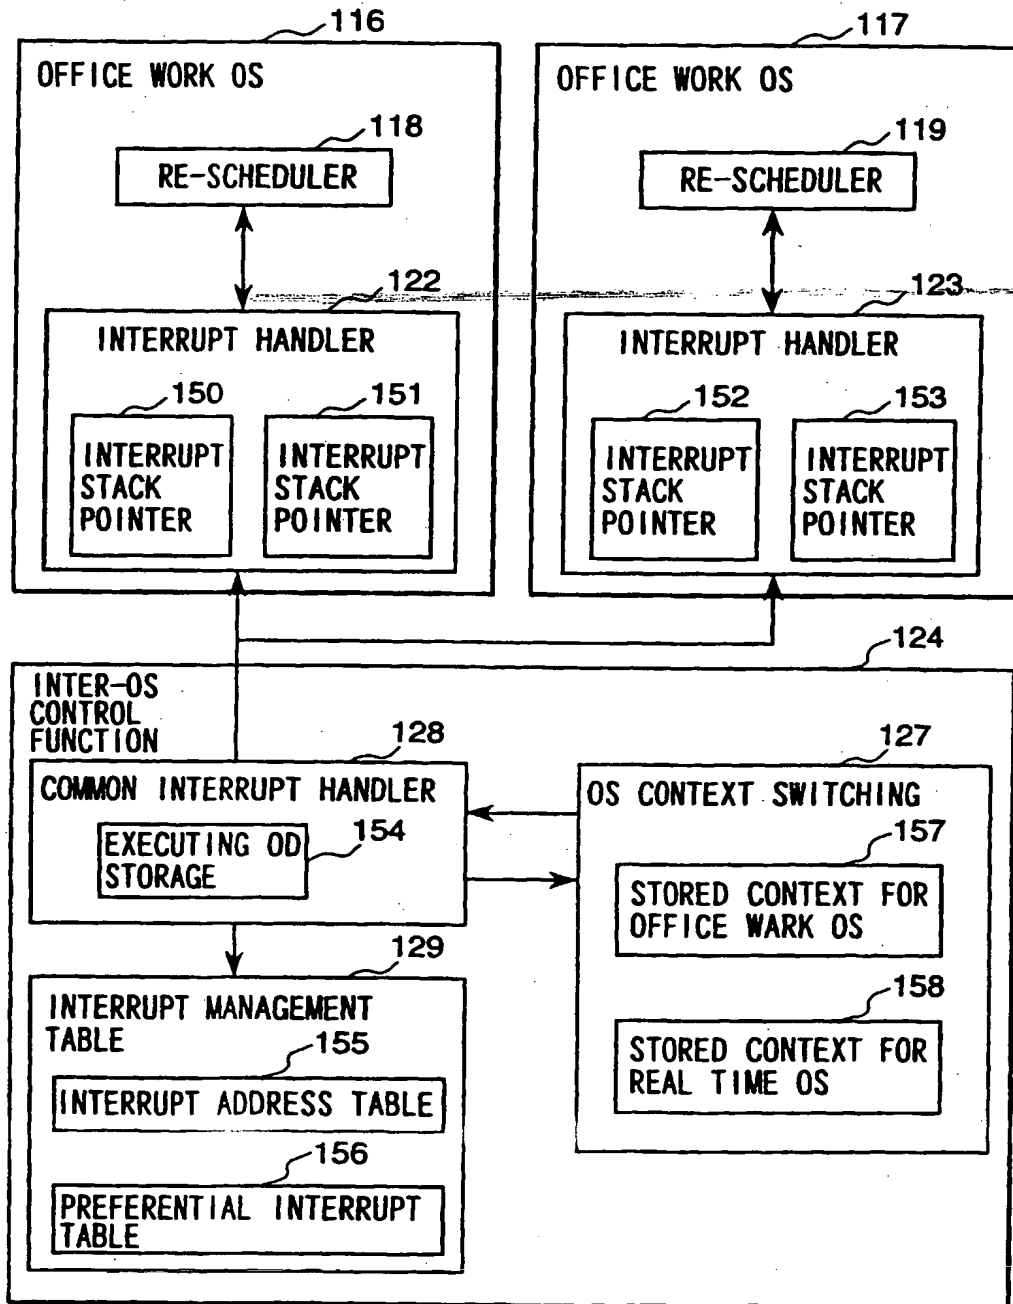 116
OFFICE WORK OS
118
RE-SCHEDULER
122
INTERRUPT HANDLER
150
INTERRUPT
STACK
POINTER
151
INTERRUPT
STACK
POINTER
117
OFFICE WORK OS
119
RE-SCHEDULER
123
INTERRUPT HANDLER
152
INTERRUPT
STACK
POINTER
153
INTERRUPT
STACK
POINTER
124
INTER-OS
CONTROL
FUNCTION
128
COMMON INTERRUPT HANDLER
154
EXECUTING OD
STORAGE
129
INTERRUPT MANAGEMENT
TABLE
155
INTERRUPT ADDRESS TABLE
156
PREFERENTIAL INTERRUPT
TABLE
127
OS CONTEXT SWITCHING
157
STORED CONTEXT FOR
OFFICE WARK OS
158
STORED CONTEXT FOR
REAL TIME OS